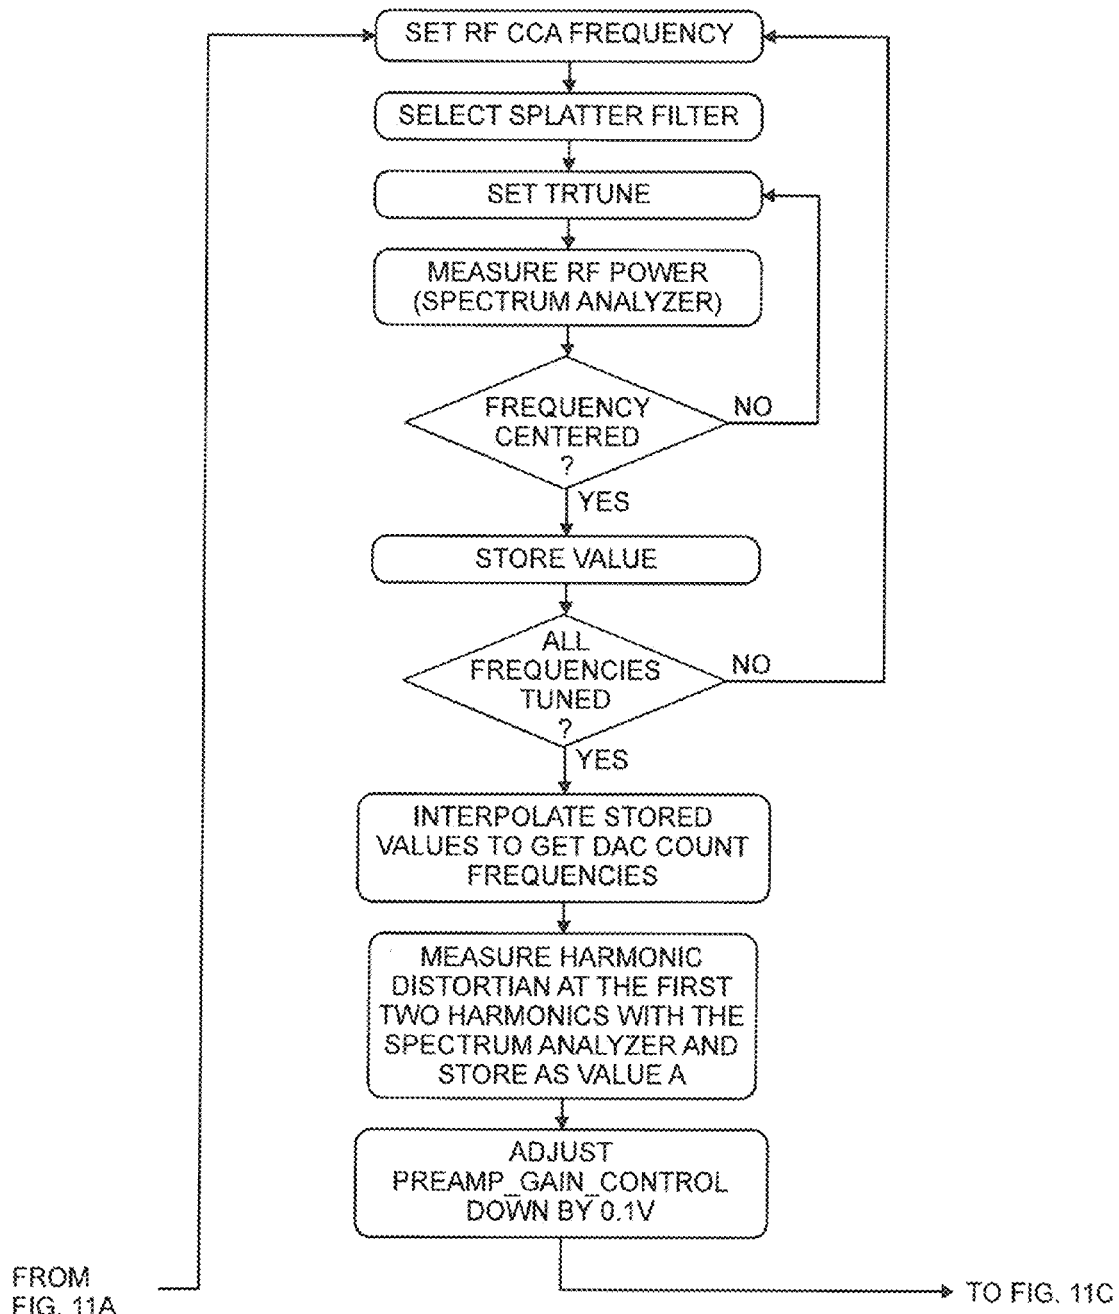 SET RF CCA FREQUENCY
SELECT SPLATTER FILTER
SET TRTUNE
MEASURE RF POWER
(SPECTRUM ANALYZER)
FREQUENCY
CENTERED
?
NO
YES
STORE VALUE
ALL
FREQUENCIES
TUNED
?
NO
YES
INTERPOLATE STORED
VALUES TO GET DAC COUNT
FREQUENCIES
MEASURE HARMONIC
DISTORTIAN AT THE FIRST
TWO HARMONICS WITH THE
SPECTRUM ANALYZER AND
STORE AS VALUE A
ADJUST
PREAMP_GAIN_CONTROL
DOWN BY 0.1V
FROM
FIG. 11A
TO FIG. 11C